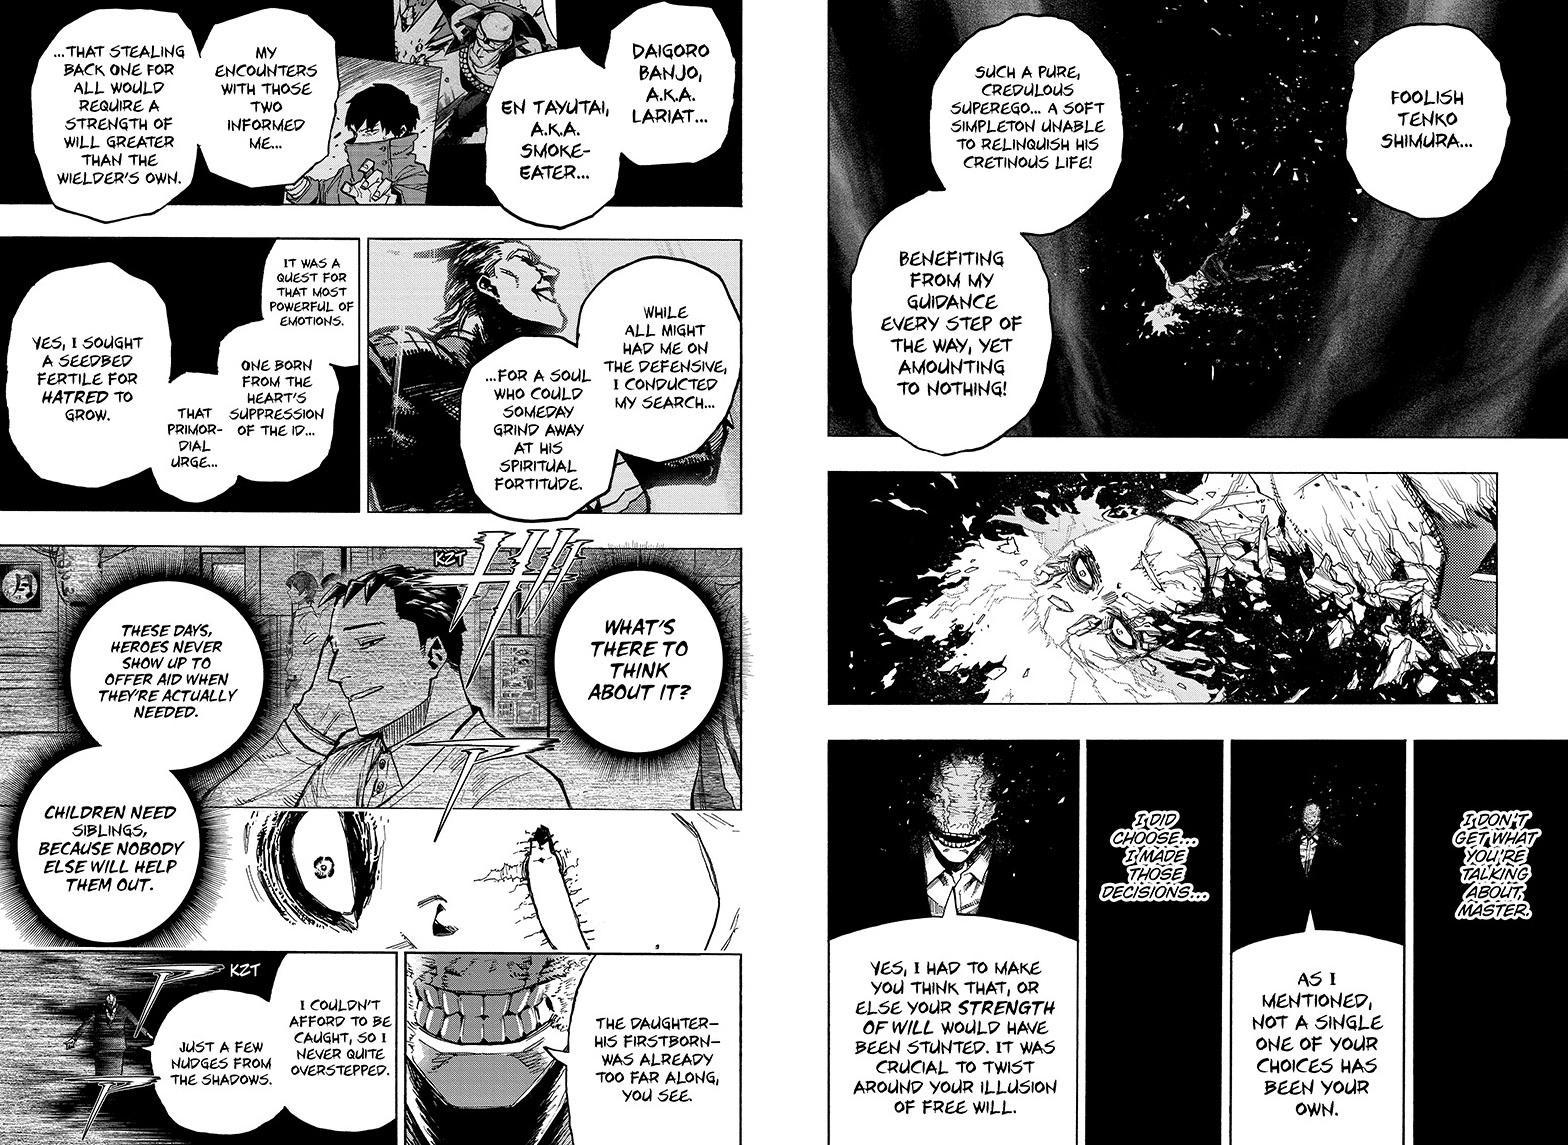 FOOLISH
TENKO
SHIMURA...
SUCH A PURE,
CREDULOUS
SUPEREGO... A SOFT
SIMPLETON UNABLE
TO RELINQUISH HIS
CRETINOUS LIFE!
BENEFITING
FROM MY
GUIDANCE
EVERY STEP OF
THE WAY, YET
AMOUNTING
TO NOTHING!
I DON'T
GET WHAT
YOU'RE
TALKING
ABOUT,
MASTER.
AS I
MENTIONED,
NOT A SINGLE
ONE OF YOUR
CHOICES HAS
BEEN YOUR
OWN.
I DID
CHOOSE...
I MADE
THOSE
DECISIONS...
YES, I HAD TO MAKE
YOU THINK THAT, OR
ELSE YOUR STRENGTH
OF WILL WOULD HAVE
BEEN STUNTED. IT WAS
CRUCIAL TO TWIST
AROUND YOUR ILLUSION
OF FREE WILL.
DAIGORO
BANJO,
A.K.A.
LARIAT...
EN TAYUTAI,
A.K.A.
SMOKE-
EATER...
MY
ENCOUNTERS
WITH THOSE
TWO
INFORMED
ME...
...THAT STEALING
BACK ONE FOR
ALL WOULD
REQUIRE A
STRENGTH OF
WILL GREATER
THAN THE
WIELDER'S OWN.
WHILE
ALL MIGHT
HAD ME ON
THE DEFENSIVE,
I CONDUCTED
MY SEARCH...
...FOR A SOUL
WHO COULD
SOMEDAY
GRIND AWAY
AT HIS
SPIRITUAL
FORTITUDE.
IT WAS A
QUEST FOR
THAT MOST
POWERFUL OF
EMOTIONS.
ONE BORN
FROM THE
HEART'S
SUPPRESSION
OF THE ID...
THAT
PRIMOR-
DIAL
URGE...
YES, I SOUGHT
A SEEDBED
FERTILE FOR
HATRED TO
GROW.
KZT
WHAT'S
THERE TO
THINK
ABOUT IT?
THESE DAYS,
HEROES NEVER
SHOW UP TO
OFFER AID WHEN
THEY'RE ACTUALLY
NEEDED.
CHILDREN NEED
SIBLINGS,
BECAUSE NOBODY
ELSE WILL HELP
THEM OUT.
THE DAUGHTER—
HIS FIRSTBORN—
WAS ALREADY
TOO FAR ALONG,
YOU SEE.
I COULDN'T
AFFORD TO BE
CAUGHT, SO I
NEVER QUITE
OVERSTEPPED.
KZT
JUST A FEW
NUDGES FROM
THE SHADOWS.